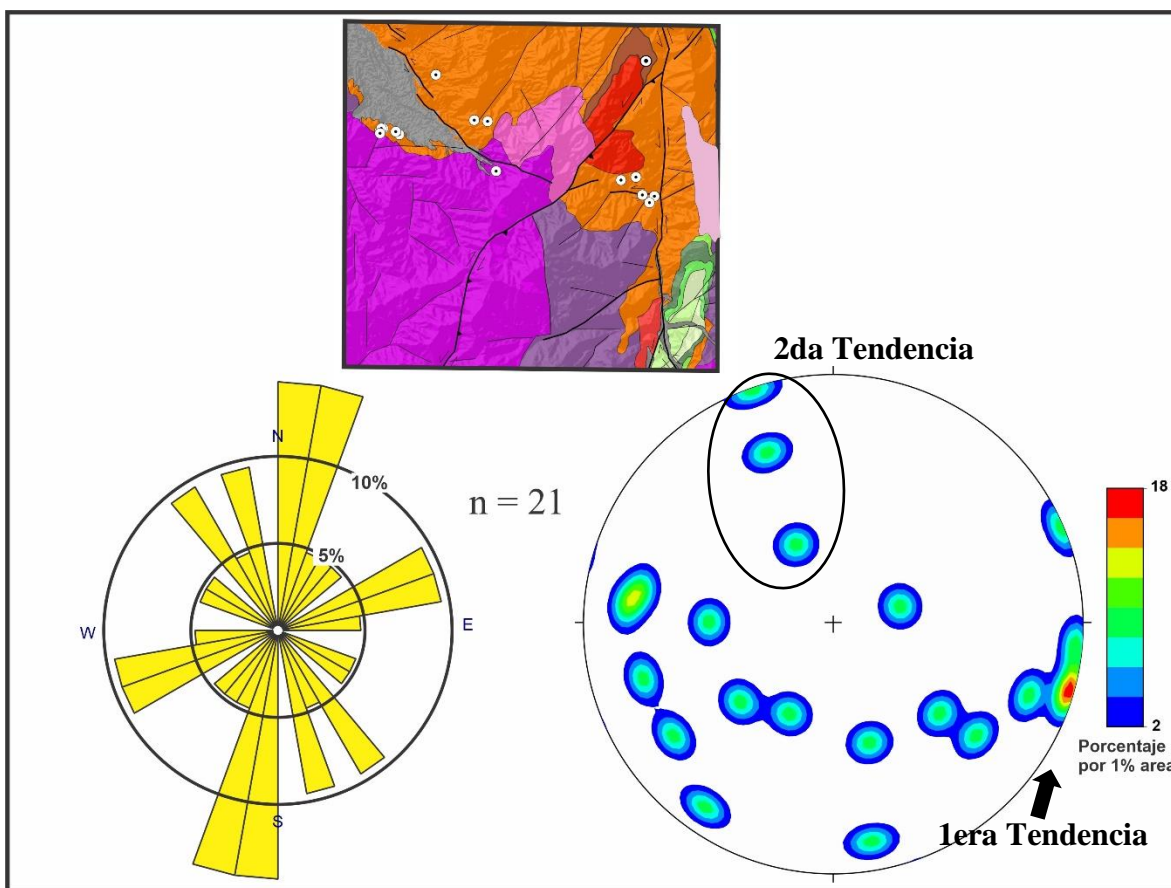 2da Tendencia
N
10%
n = 21
5%
W
E
S
18
2
Porcentaje
por 1% area
1era Tendencia